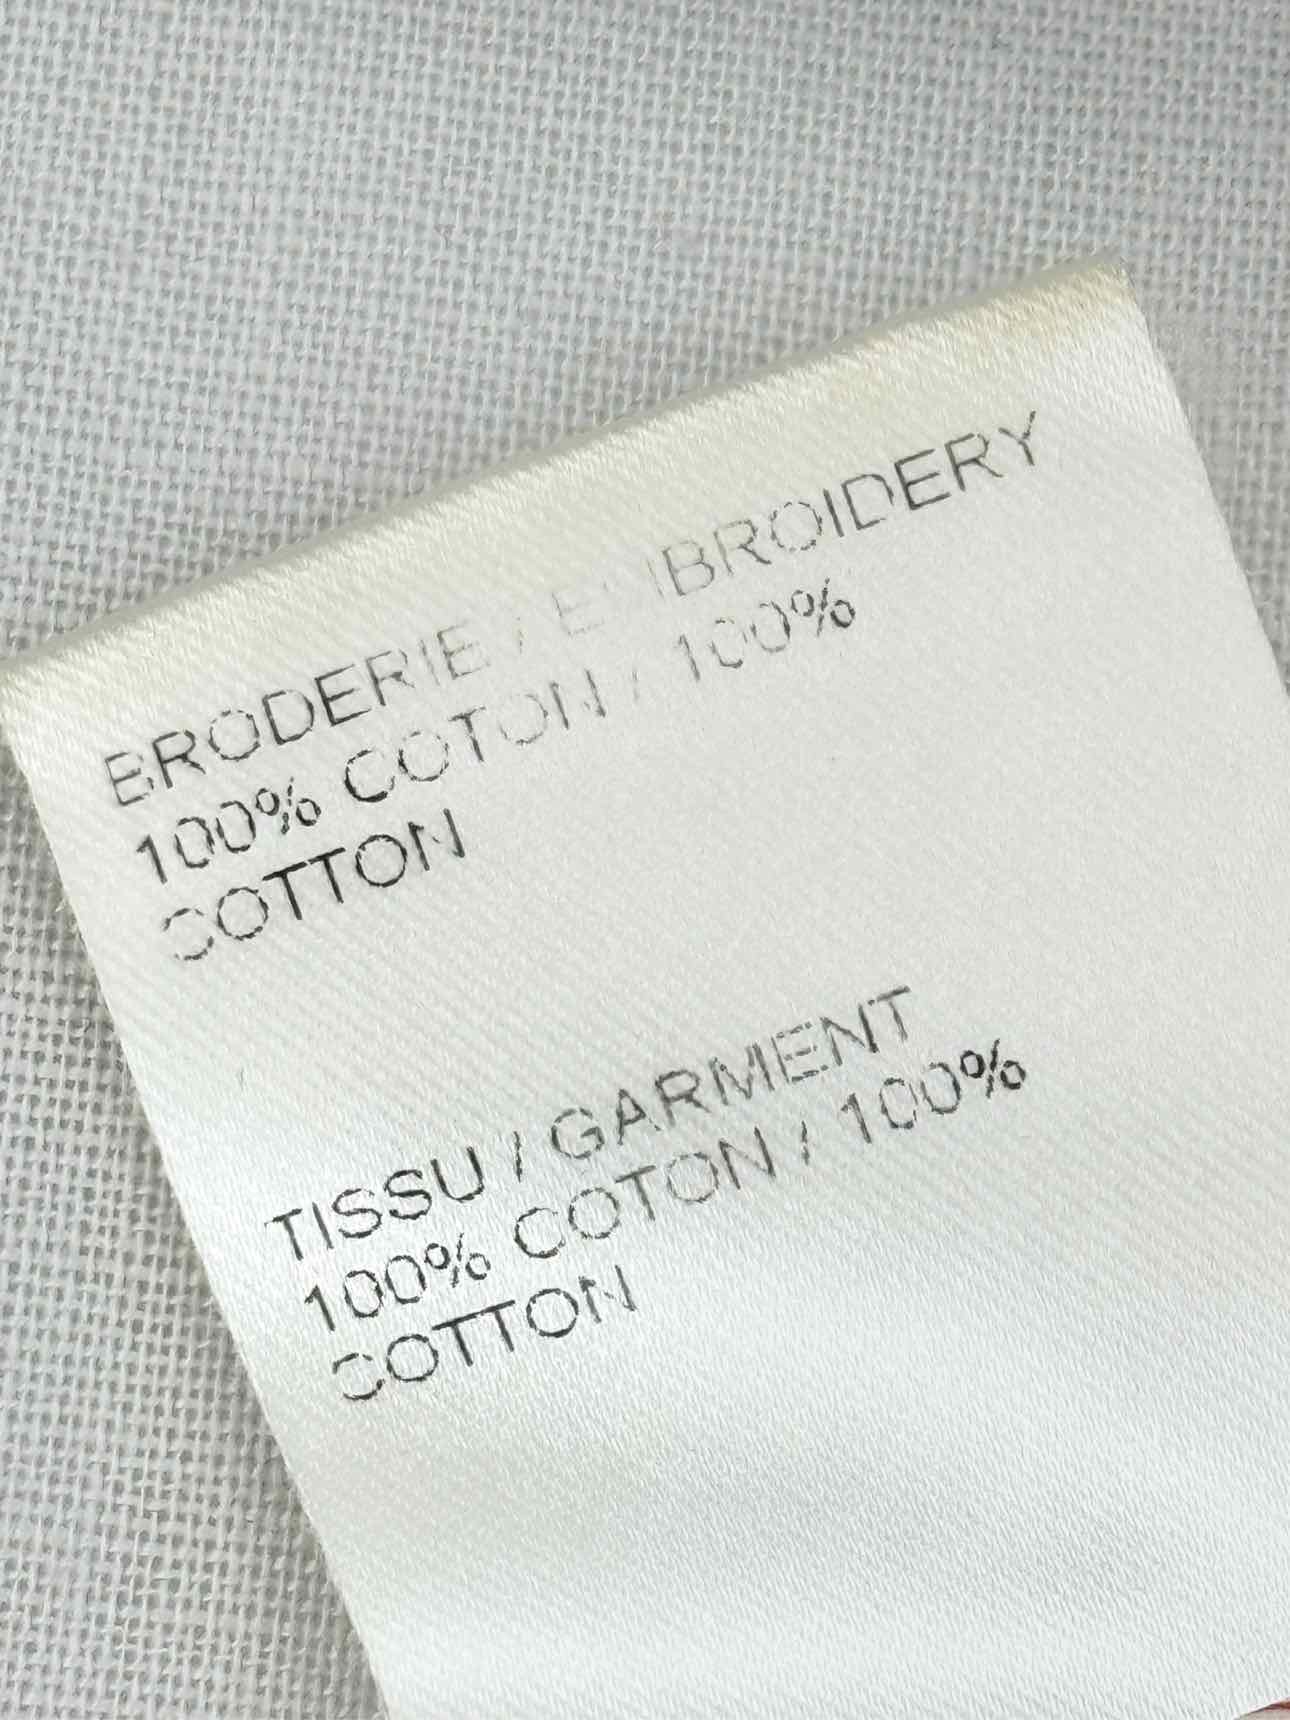 BRODERIE / EMBROIDERY
100% COTON / 100%
COTTON
TISSU / GARMENT
100% COTON / 100%
COTTON